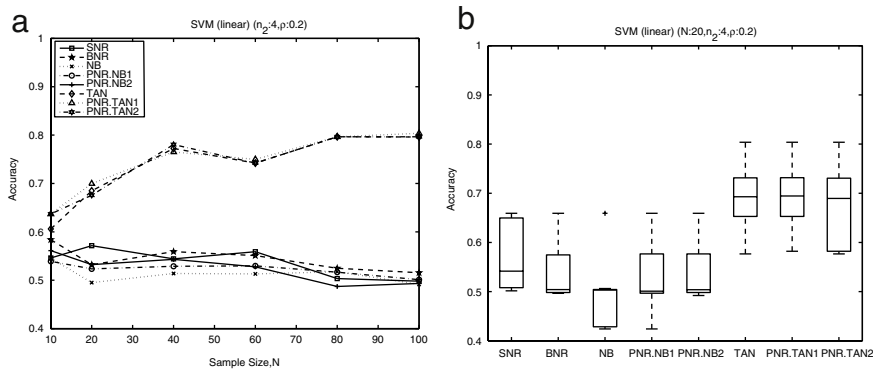 a
SVM (linear) (n2:4,ρ:0.2)
1
0.9
0.8
0.7
0.6
0.5
0.4
Accuracy
SNR
BNR
NB
PNR.NB1
PNR.NB2
TAN
PNR.TAN1
PNR.TAN2
10 20 30 40 50 60 70 80 90 100
Sample Size,N
b
SVM (linear) (N:20,n2:4,ρ:0.2)
1
0.9
0.8
0.7
0.6
0.5
0.4
Accuracy
SNR BNR NB PNR.NB1 PNR.NB2 TAN PNR.TAN1 PNR.TAN2